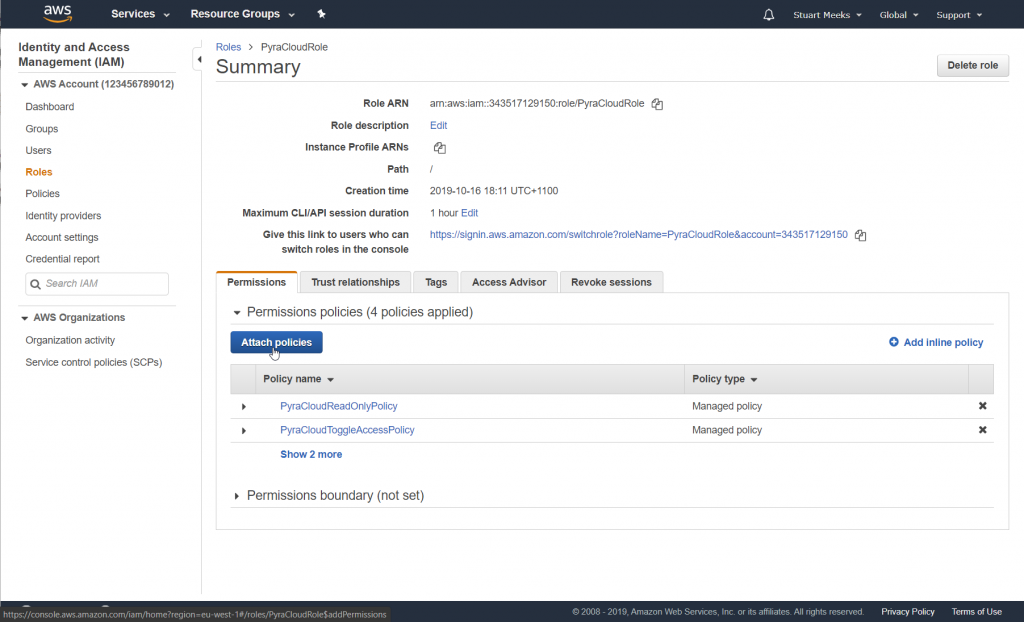 aws
Services
Resource Groups
Stuart Meeks
Global
Support
Identity and Access
Management (IAM)
AWS Account (123456789012)
Dashboard
Groups
Users
Roles
Policies
Identity providers
Account settings
Credential report
Search IAM
AWS Organizations
Organization activity
Service control policies (SCPs)
Roles > PyraCloudRole
Summary
Delete role
Role ARN arn:aws:iam::343517129150:role/PyraCloudRole
Role description Edit
Instance Profile ARNs
Path /
Creation time 2019-10-16 18:11 UTC+1100
Maximum CLI/API session duration 1 hour Edit
Give this link to users who can https://signin.aws.amazon.com/switchrole?roleName=PyraCloudRole&account=343517129150
switch roles in the console
Permissions
Trust relationships
Tags
Access Advisor
Revoke sessions
Permissions policies (4 policies applied)
Attach policies
Add inline policy
Policy name
Policy type
PyraCloudReadOnlyPolicy Managed policy
PyraCloudToggleAccessPolicy Managed policy
Show 2 more
Permissions boundary (not set)
https://console.aws.amazon.com/iam/home?region=eu-west-1#/roles/PyraCloudRole$addPermissions
© 2008 - 2019, Amazon Web Services, Inc. or its affiliates. All rights reserved.
Privacy Policy
Terms of Use